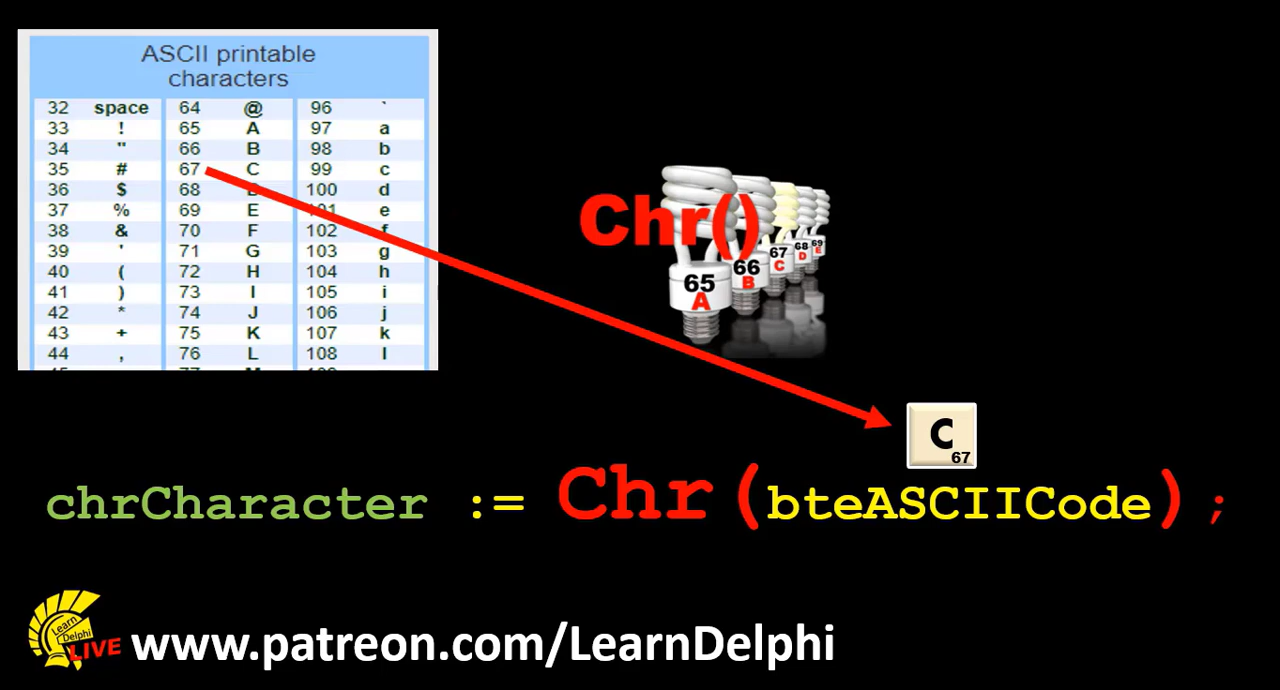 ASCII printable
characters
32 space 64 @ 96 `
33 ! 65 A 97 a
34 " 66 B 98 b
35 # 67 C 99 c
36 $ 68 100 d
37 % 69 E 101 e
38 & 70 F 102 f
39 ' 71 G 103 g
40 ( 72 H 104 h
41 ) 73 I 105 i
42 * 74 J 106 j
43 + 75 K 107 k
44 , 76 L 108 l
Chr()
65 66 67 68 69
A B C D E
C
67
chrCharacter := Chr(bteASCIICode);
Learn
Delphi
LIVE
www.patreon.com/LearnDelphi